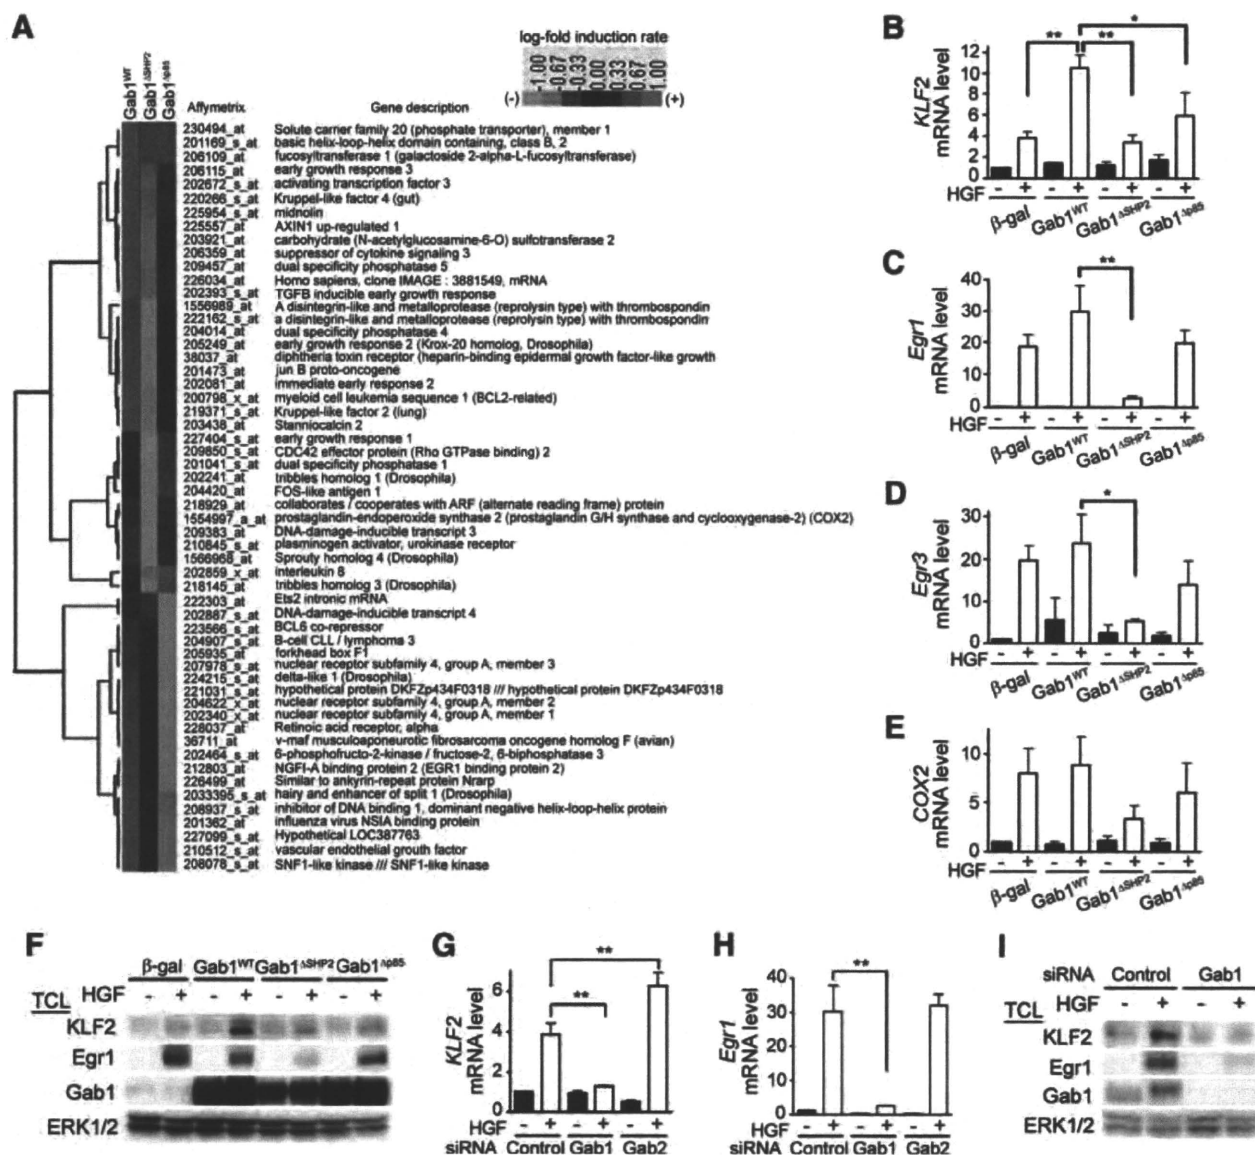 A
log-fold induction rate
-1.00
-0.67
-0.33
0.00
0.33
0.67
1.00
(-)
(+)
Gab1WT
Gab1ΔSHP2
Gab1Δp85
Affymetrix
Gene description
230494_at Solute carrier family 20 (phosphate transporter), member 1
201169_s_at basic helix-loop-helix domain containing, class B, 2
206109_at fucosyltransferase 1 (galactoside 2-alpha-L-fucosyltransferase)
206115_at early growth response 3
202672_s_at activating transcription factor 3
220266_s_at Kruppel-like factor 4 (gut)
225954_s_at midnolin
225557_at AXIN1 up-regulated 1
203921_at carbohydrate (N-acetylglucosamine-6-O) sulfotransferase 2
206359_at suppressor of cytokine signaling 3
209457_at dual specificity phosphatase 5
226034_at Homo sapiens, clone IMAGE : 3881549, mRNA
202393_s_at TGFB inducible early growth response
1556989_at A disintegrin-like and metalloprotease (reprolysin type) with thrombospondin
222162_s_at a disintegrin-like and metalloprotease (reprolysin type) with thrombospondin
204014_at dual specificity phosphatase 4
205249_at early growth response 2 (Krox-20 homolog, Drosophila)
38037_at diphtheria toxin receptor (heparin-binding epidermal growth factor-like growth
201473_at jun B proto-oncogene
202081_at immediate early response 2
200798_x_at myeloid cell leukemia sequence 1 (BCL2-related)
219371_s_at Kruppel-like factor 2 (lung)
203438_at Stanniocalcin 2
227404_s_at early growth response 1
209850_s_at CDC42 effector protein (Rho GTPase binding) 2
201041_s_at dual specificity phosphatase 1
202241_at tribbles homolog 1 (Drosophila)
204420_at FOS-like antigen 1
218929_at collaborates / cooperates with ARF (alternate reading frame) protein
1554997_a_at prostaglandin-endoperoxide synthase 2 (prostaglandin G/H synthase and cyclooxygenase-2) (COX2)
209383_at DNA-damage-inducible transcript 3
210845_s_at plasminogen activator, urokinase receptor
1566968_at Sprouty homolog 4 (Drosophila)
202859_x_at interleukin 8
218145_at tribbles homolog 3 (Drosophila)
222303_at Ets2 intronic mRNA
202887_s_at DNA-damage-inducible transcript 4
223566_s_at BCL6 co-repressor
204907_s_at B-cell CLL / lymphoma 3
205935_at forkhead box F1
207978_s_at nuclear receptor subfamily 4, group A, member 3
224215_s_at delta-like 1 (Drosophila)
221031_s_at hypothetical protein DKFZp434F0318 /// hypothetical protein DKFZp434F0318
204622_x_at nuclear receptor subfamily 4, group A, member 2
202340_x_at nuclear receptor subfamily 4, group A, member 1
228037_at Retinoic acid receptor, alpha
36711_at v-maf musculoaponeurotic fibrosarcoma oncogene homolog F (avian)
202464_s_at 6-phosphofructo-2-kinase / fructose-2, 6-biphosphatase 3
212803_at NGFI-A binding protein 2 (EGR1 binding protein 2)
226499_at Similar to ankyrin-repeat protein Nrarp
2033395_s_at hairy and enhancer of split 1 (Drosophila)
208937_s_at inhibitor of DNA binding 1, dominant negative helix-loop-helix protein
201362_at influenza virus NSIA binding protein
227099_s_at Hypothetical LOC387763
210512_s_at vascular endothelial grouth factor
208078_s_at SNF1-like kinase /// SNF1-like kinase
B
KLF2
mRNA level
12
10
8
6
4
2
0
** ** *
HGF - + - + - + - +
β-gal Gab1WT Gab1ΔSHP2 Gab1Δp85
C
Egr1
mRNA level
40
30
20
10
0
**
HGF - + - + - + - +
β-gal Gab1WT Gab1ΔSHP2 Gab1Δp85
D
Egr3
mRNA level
30
20
10
0
*
HGF - + - + - + - +
β-gal Gab1WT Gab1ΔSHP2 Gab1Δp85
E
COX2
mRNA level
10
5
0
HGF - + - + - + - +
β-gal Gab1WT Gab1ΔSHP2 Gab1Δp85
F
β-gal Gab1WT Gab1ΔSHP2 Gab1Δp85
TCL HGF - + - + - + - +
KLF2
Egr1
Gab1
ERK1/2
G
KLF2
mRNA level
6
4
2
0
**
**
- + - + - +
HGF
siRNA Control Gab1 Gab2
H
Egr1
mRNA level
40
30
20
10
0
**
- + - + - +
HGF
siRNA Control Gab1 Gab2
I
siRNA Control Gab1
TCL HGF - + - +
KLF2
Egr1
Gab1
ERK1/2